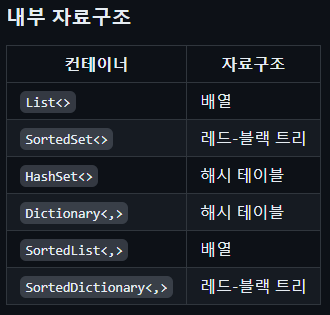 내부 자료구조
컨테이너 자료구조
List<> 배열
SortedSet<> 레드-블랙 트리
HashSet<> 해시 테이블
Dictionary<,> 해시 테이블
SortedList<,> 배열
SortedDictionary<,> 레드-블랙 트리